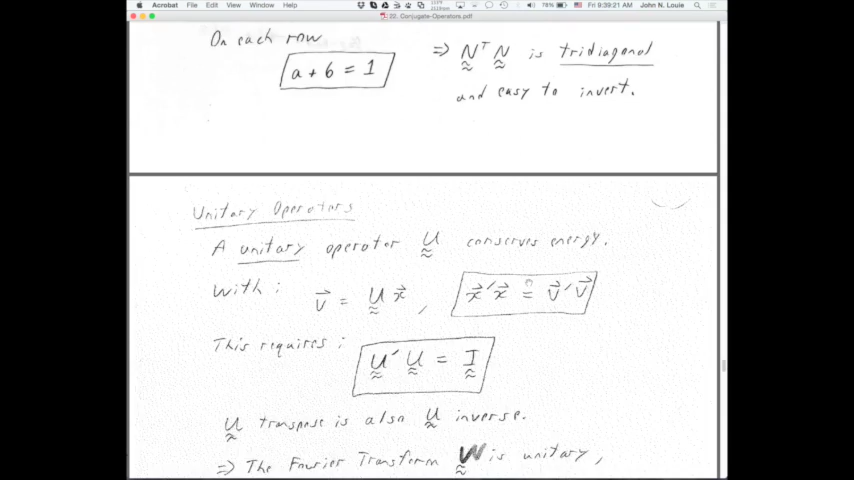 Acrobat File Edit View Window Help 78% Fri 9:39:21 AM John N. Louie
22. Conjugate-Operators.pdf
On each row
a + b = 1
⇒ N^T N is tridiagonal
and easy to invert.
Unitary Operators
A unitary operator U conserves energy.
With: v⃗ = U x⃗, x⃗′x⃗ = v⃗′v⃗
This requires: U′ U = I
U transpose is also U inverse.
⇒ The Fourier Transform W is unitary,